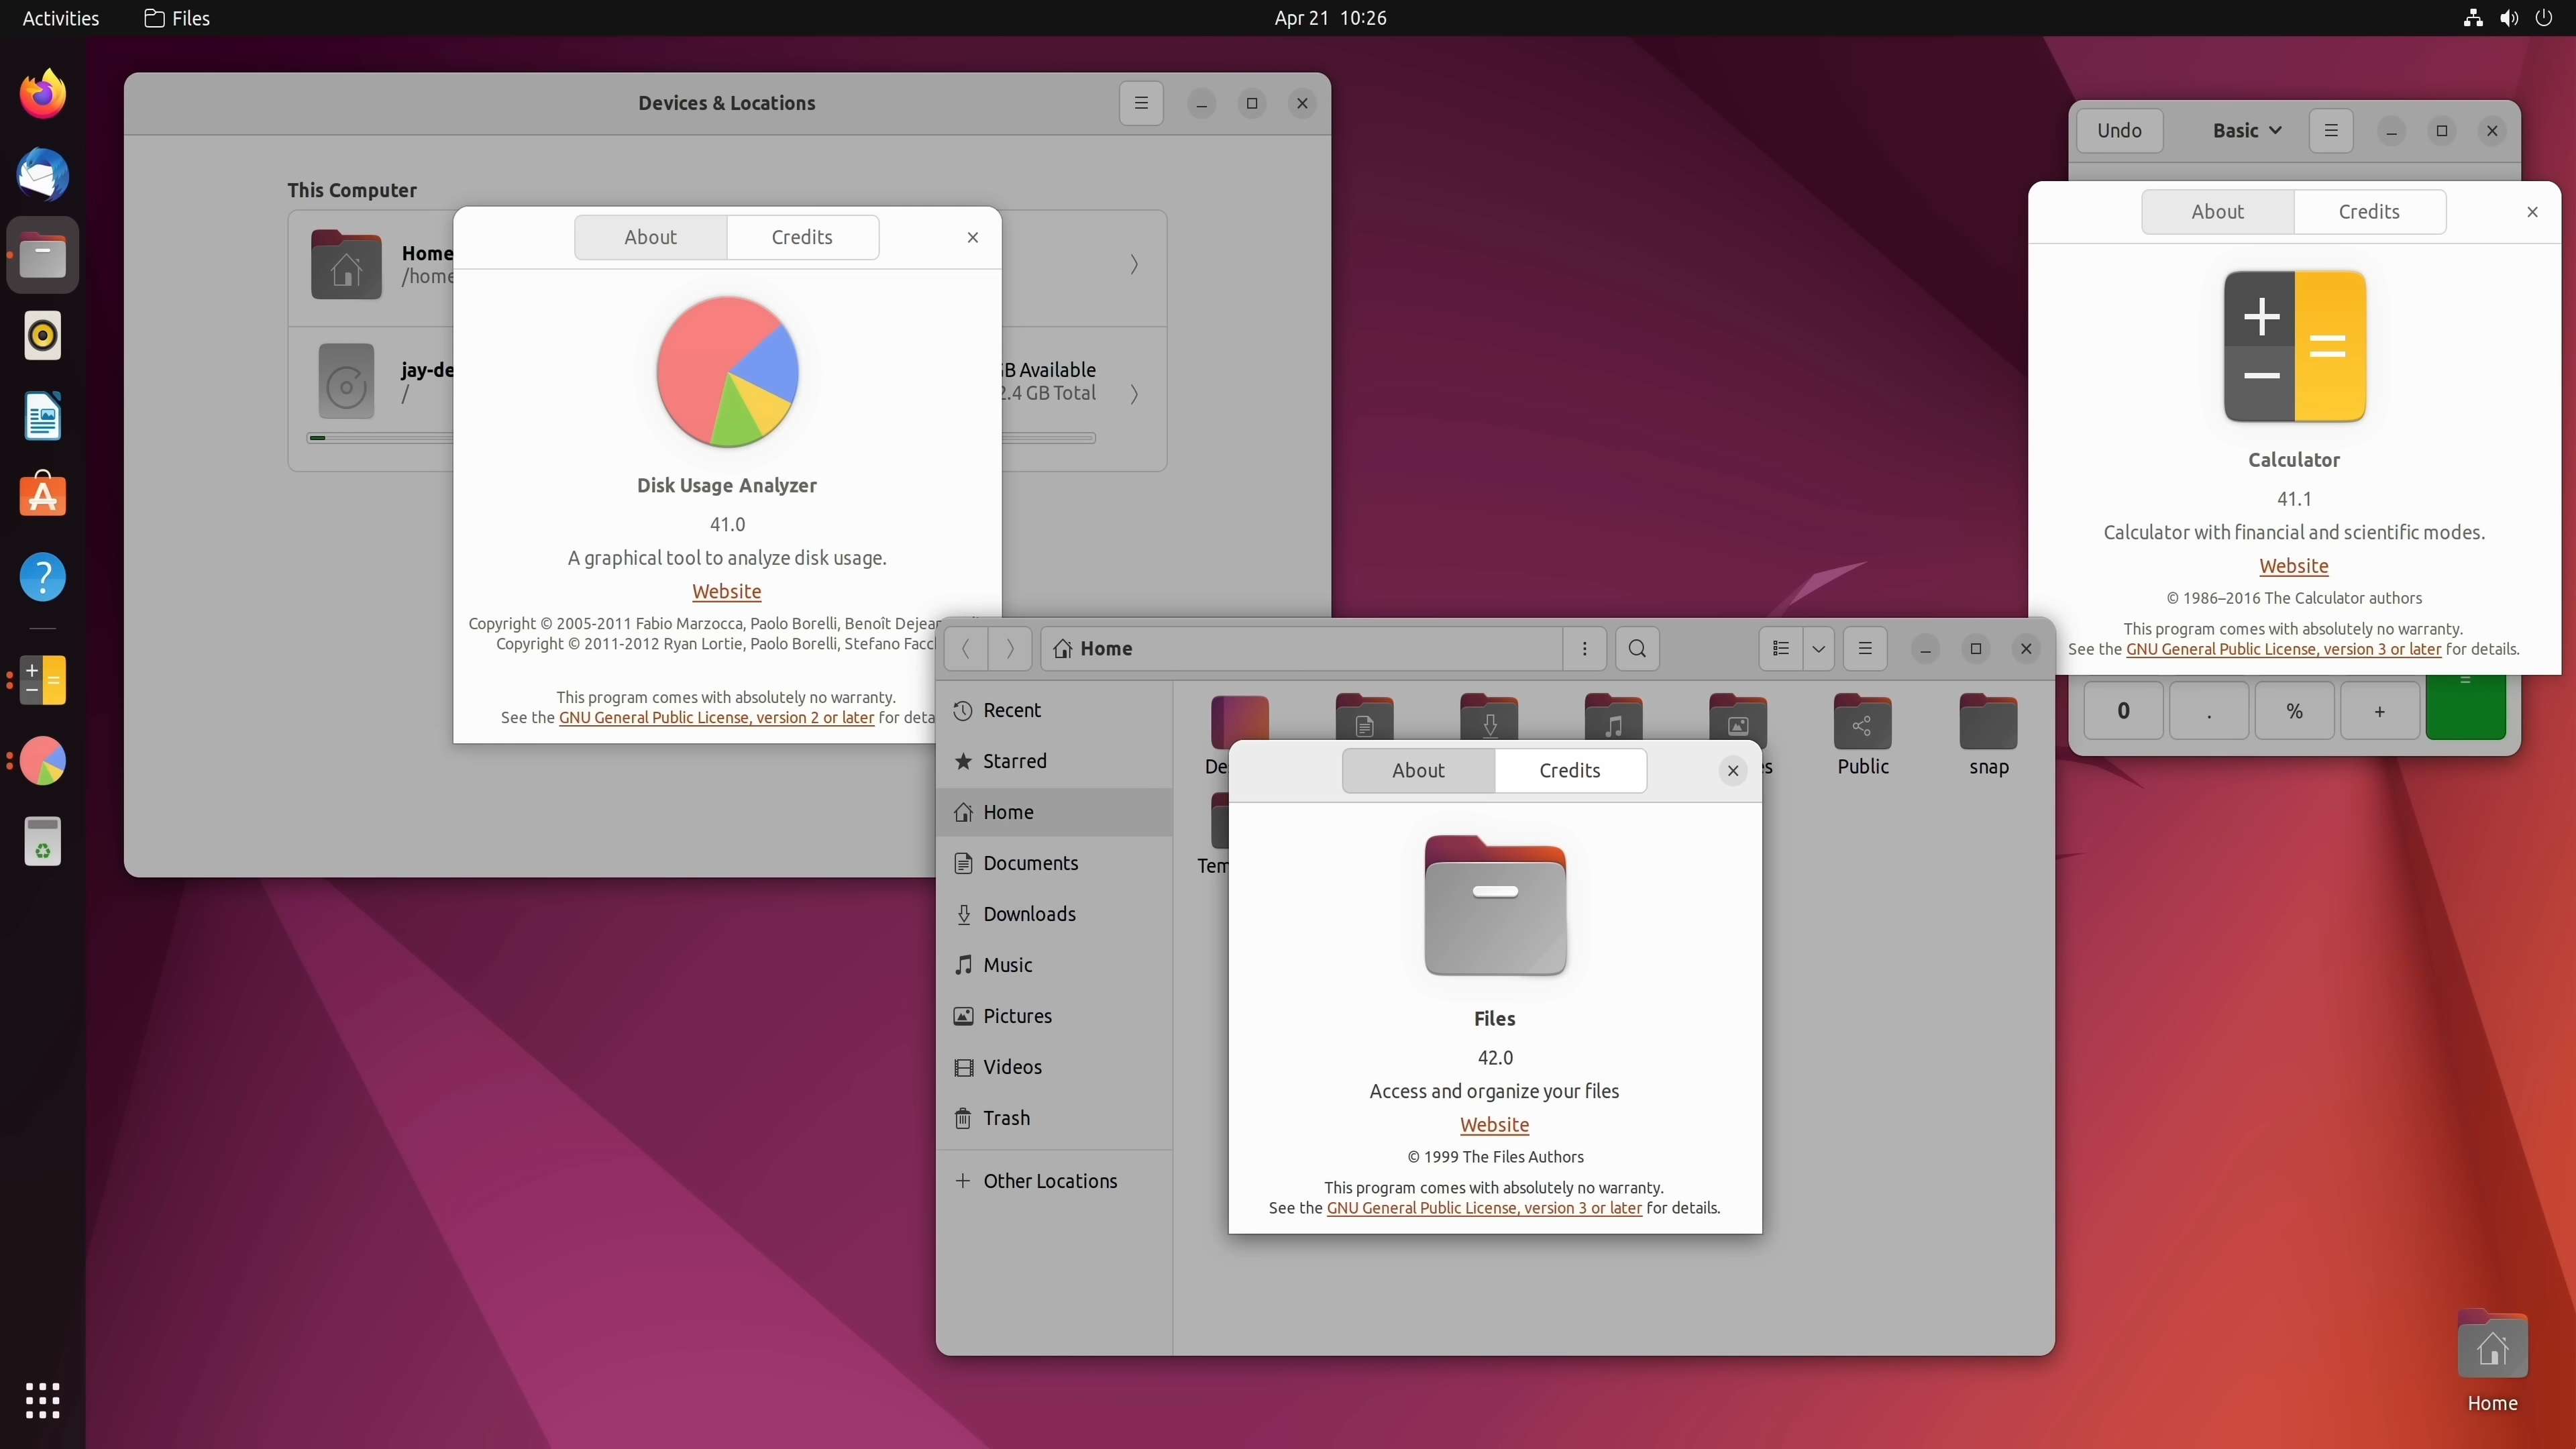 Activities
Files
Apr 21 10:26
Devices & Locations
This Computer
Home
/home
jay-de
/
GB Available
2.4 GB Total
About
Credits
Disk Usage Analyzer
41.0
A graphical tool to analyze disk usage.
Website
Copyright © 2005-2011 Fabio Marzocca, Paolo Borelli, Benoît Dejean
Copyright © 2011-2012 Ryan Lortie, Paolo Borelli, Stefano Facc
This program comes with absolutely no warranty.
See the GNU General Public License, version 2 or later for deta
Undo
Basic
About
Credits
Calculator
41.1
Calculator with financial and scientific modes.
Website
© 1986–2016 The Calculator authors
This program comes with absolutely no warranty.
See the GNU General Public License, version 3 or later for details.
0 . % + =
Home
Recent
Starred
Home
Documents
Downloads
Music
Pictures
Videos
Trash
Other Locations
De
Public
snap
Tem
About
Credits
Files
42.0
Access and organize your files
Website
© 1999 The Files Authors
This program comes with absolutely no warranty.
See the GNU General Public License, version 3 or later for details.
Home